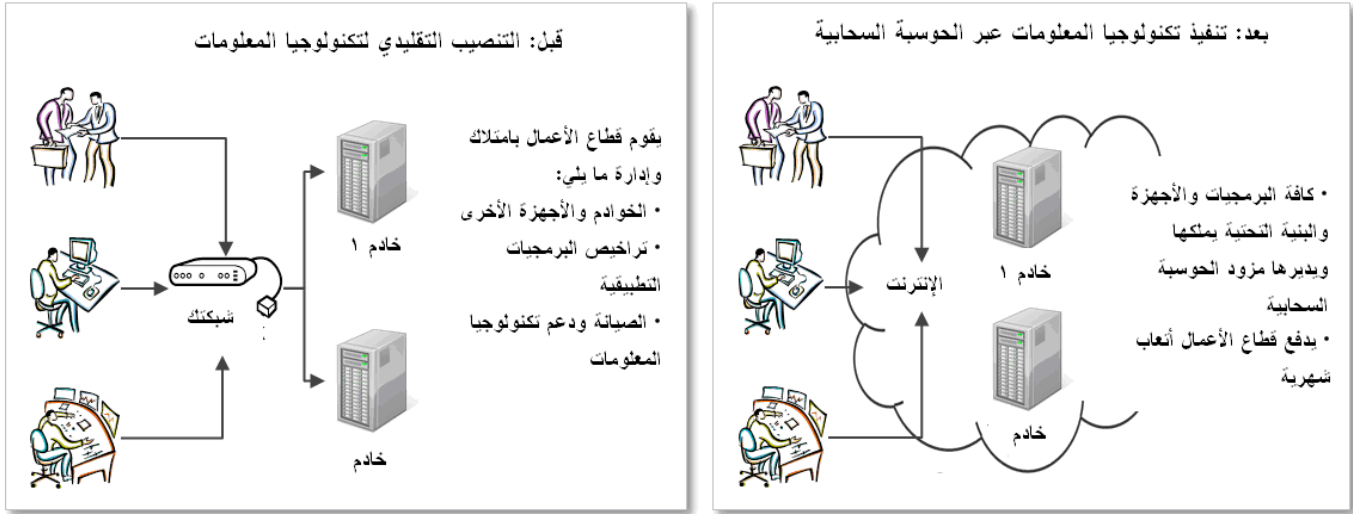 قبل: التنصيب التقليدي لتكنولوجيا المعلومات
يقوم قطاع الأعمال بامتلاك
وإدارة ما يلي:
• الخوادم والأجهزة الأخرى
• تراخيص البرمجيات
التطبيقية
• الصيانة ودعم تكنولوجيا
المعلومات
خادم ١
شبكتك
خادم
بعد: تنفيذ تكنولوجيا المعلومات عبر الحوسبة السحابية
• كافة البرمجيات والأجهزة
والبنية التحتية يملكها
ويديرها مزود الحوسبة
السحابية
• يدفع قطاع الأعمال أتعاب
شهرية
خادم ١
الإنترنت
خادم